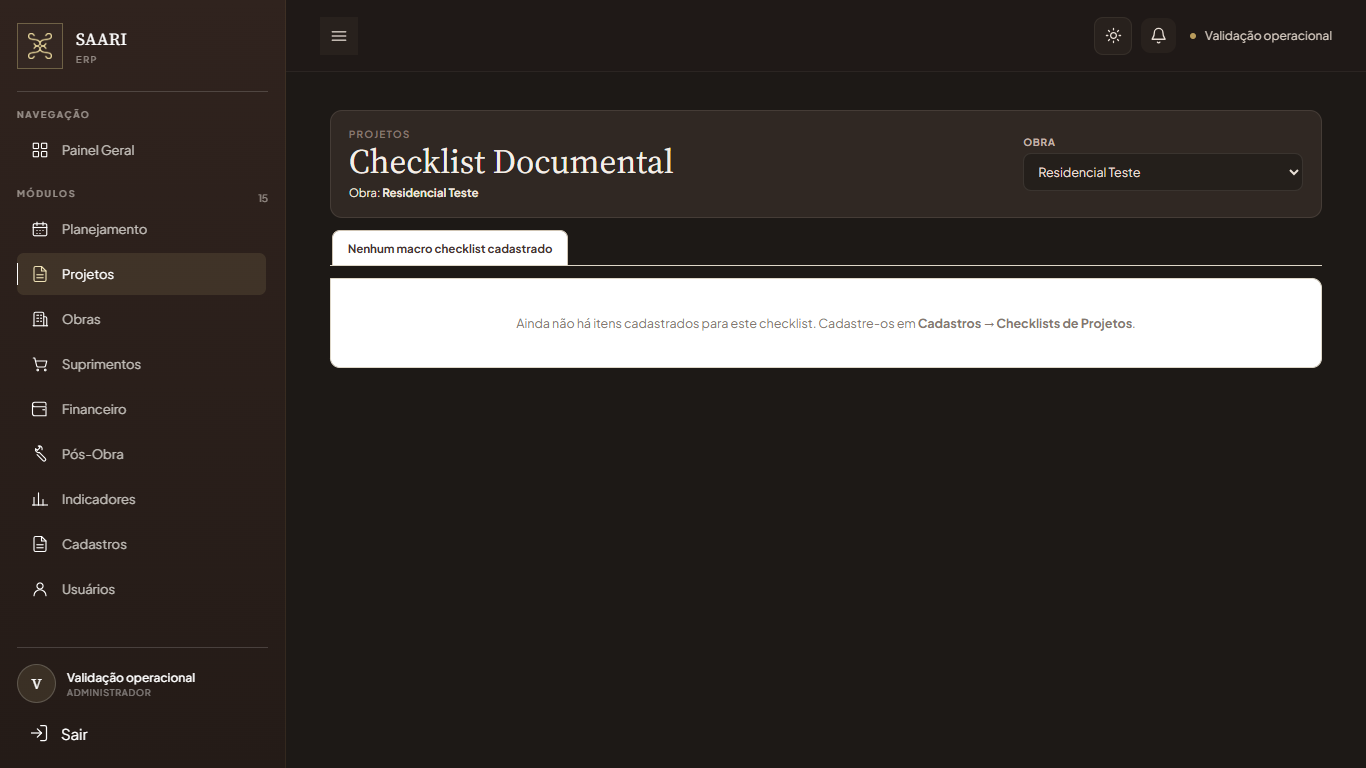 SAARI
ERP
NAVEGAÇÃO
Painel Geral
MÓDULOS
15
Planejamento
Projetos
Obras
Suprimentos
Financeiro
Pós-Obra
Indicadores
Cadastros
Usuários
V
Validação operacional
ADMINISTRADOR
Sair
Validação operacional
PROJETOS
Checklist Documental
Obra: Residencial Teste
OBRA
Residencial Teste
Nenhum macro checklist cadastrado
Ainda não há itens cadastrados para este checklist. Cadastre-os em Cadastros → Checklists de Projetos.